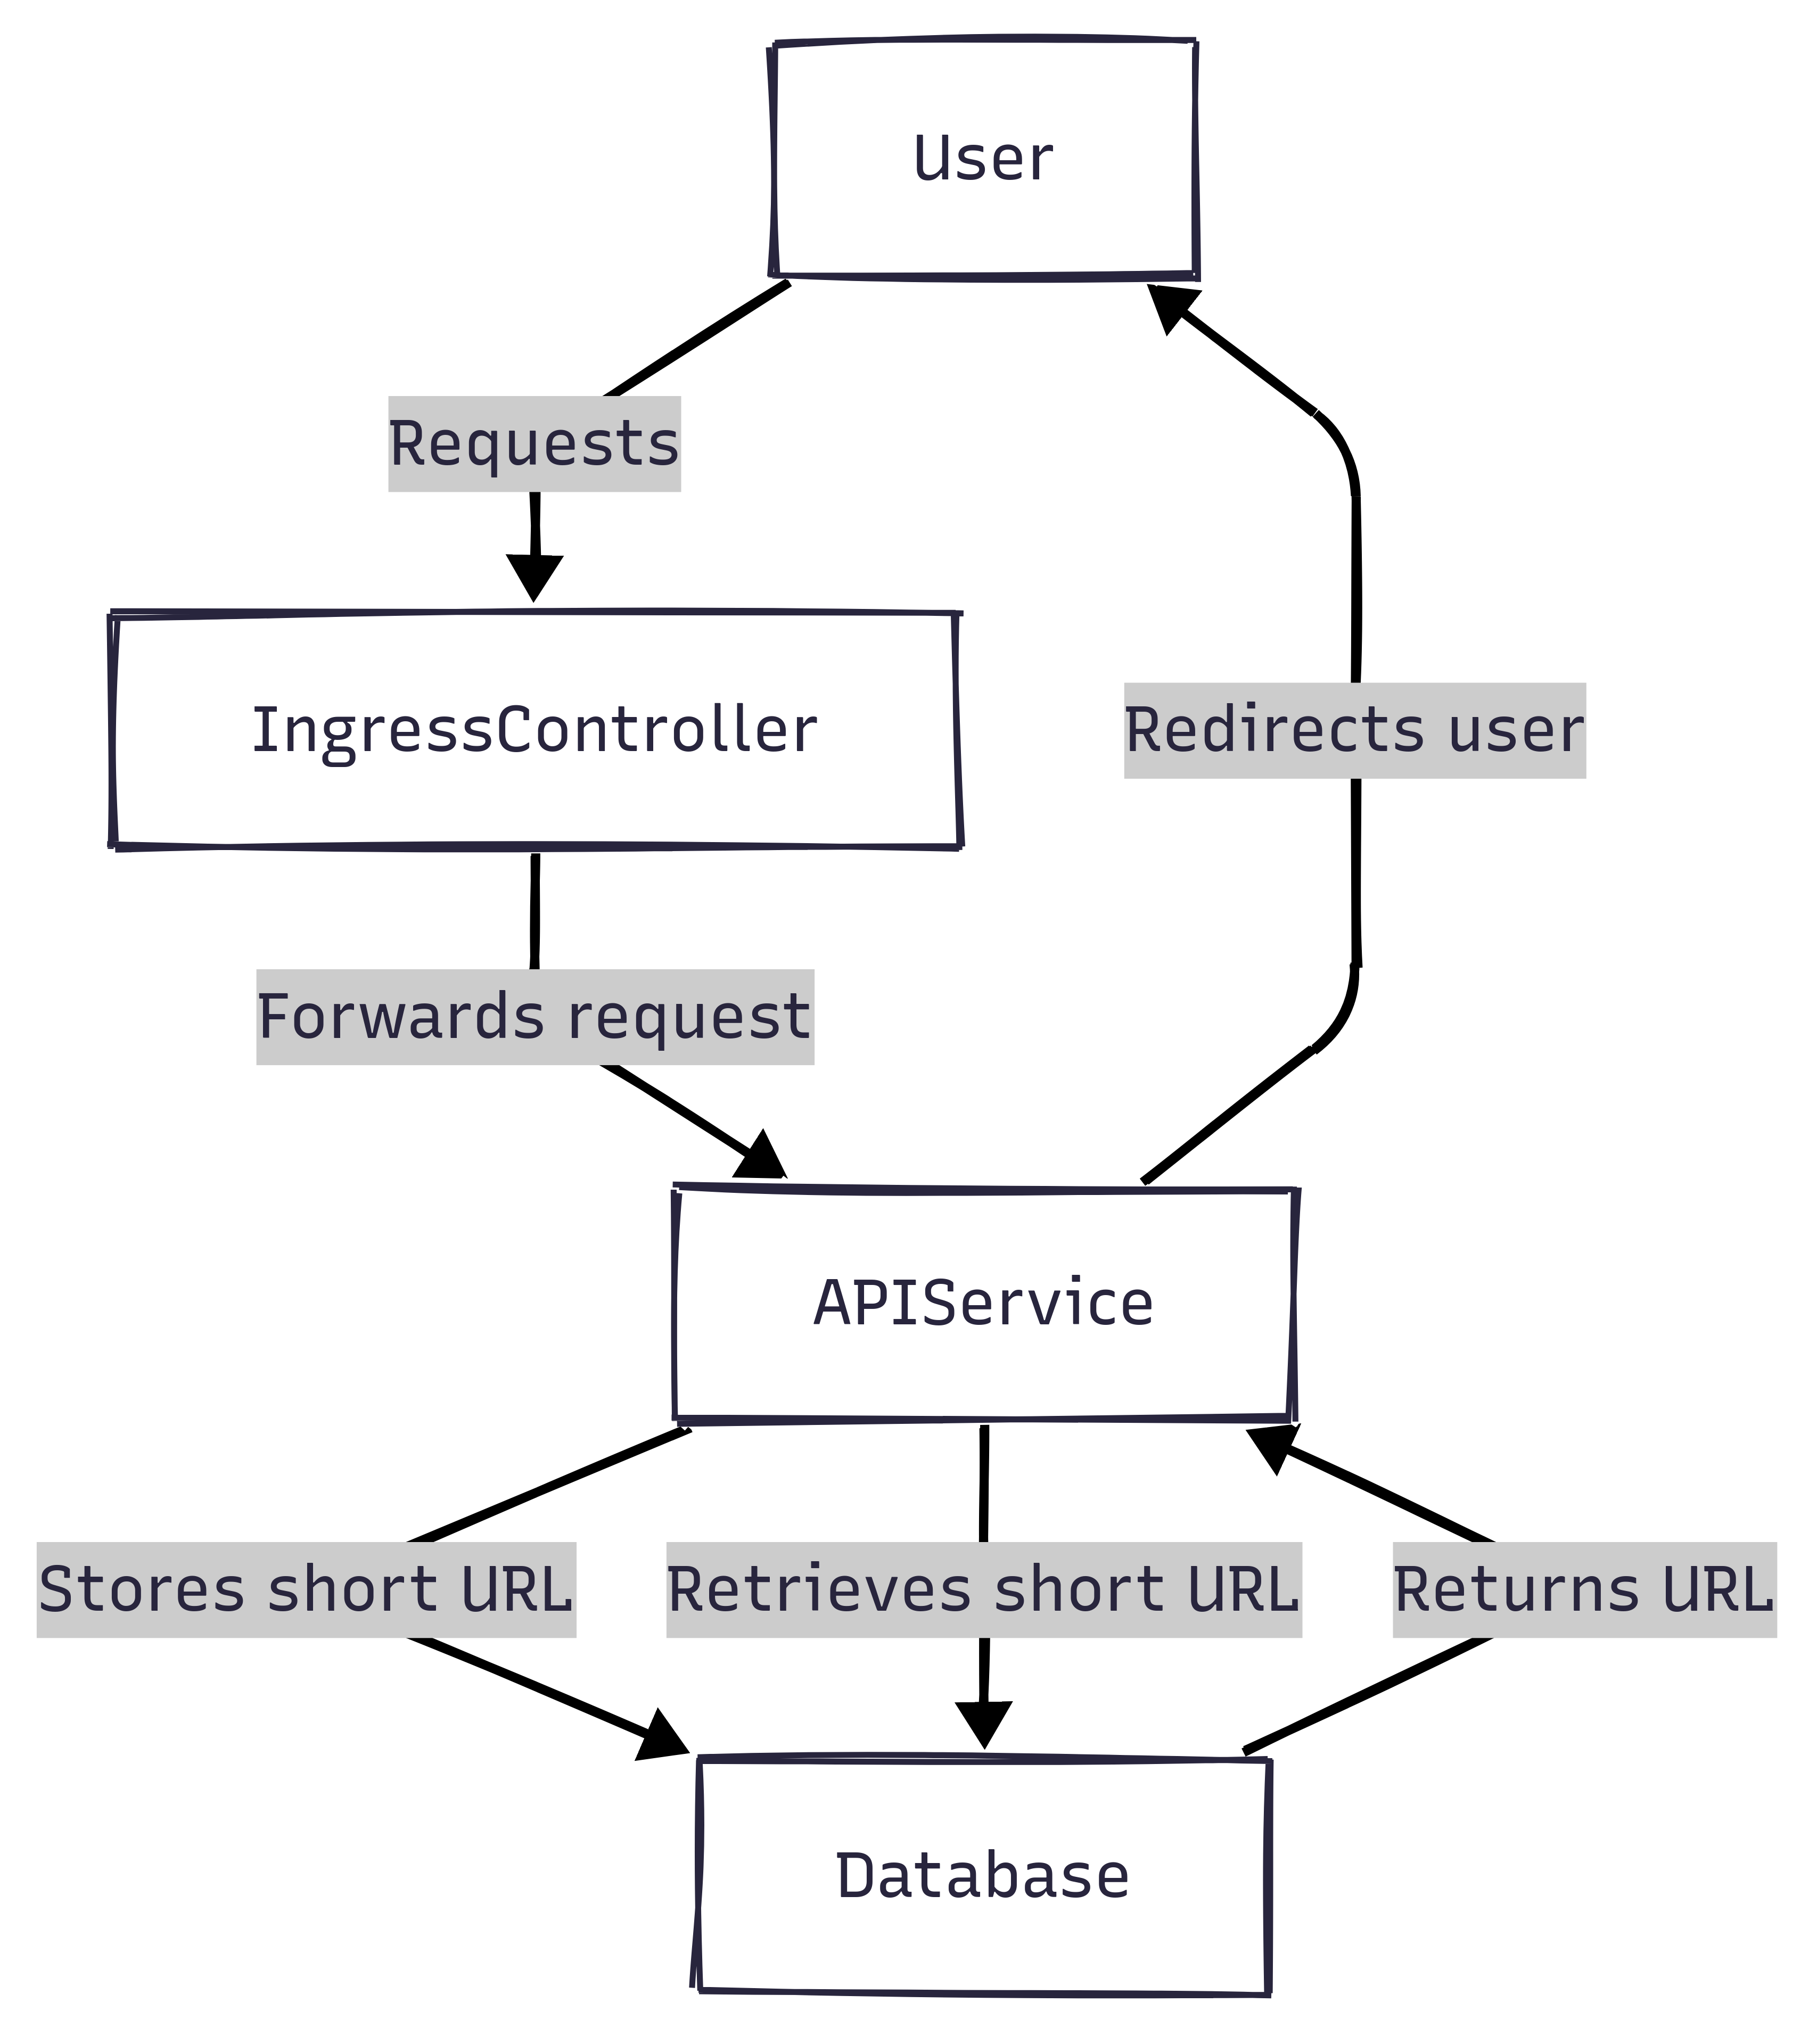 User
Requests
IngressController
Redirects user
Forwards request
APIService
Stores short URL
Retrieves short URL
Returns URL
Database